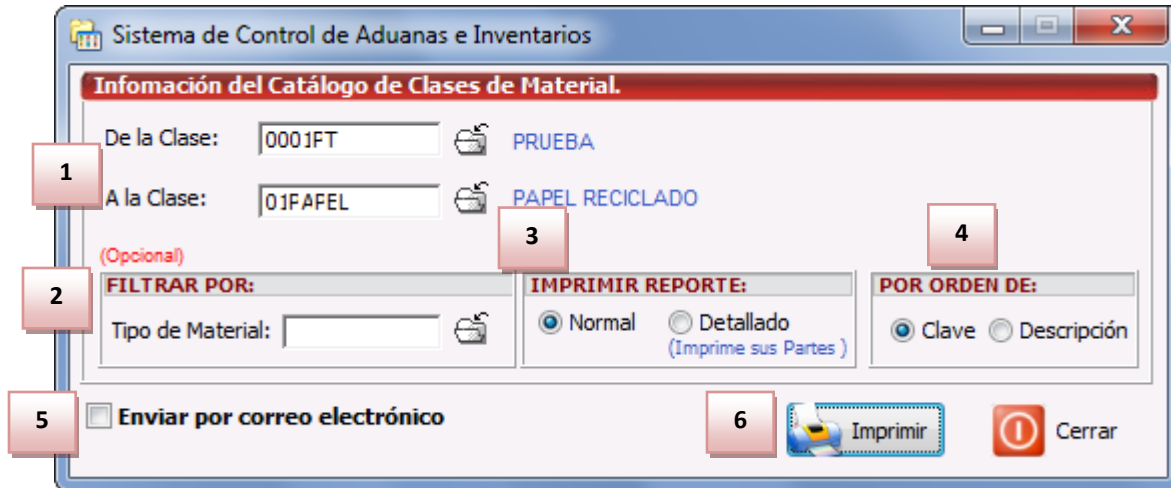 Sistema de Control de Aduanas e Inventarios
Infomación del Catálogo de Clases de Material.
1
De la Clase: 0001FT PRUEBA
A la Clase: 01FAFEL PAPEL RECICLADO
3
4
(Opcional)
2
FILTRAR POR: IMPRIMIR REPORTE: POR ORDEN DE:
Tipo de Material: Normal Detallado Clave Descripción
(Imprime sus Partes )
5 Enviar por correo electrónico 6 Imprimir Cerrar